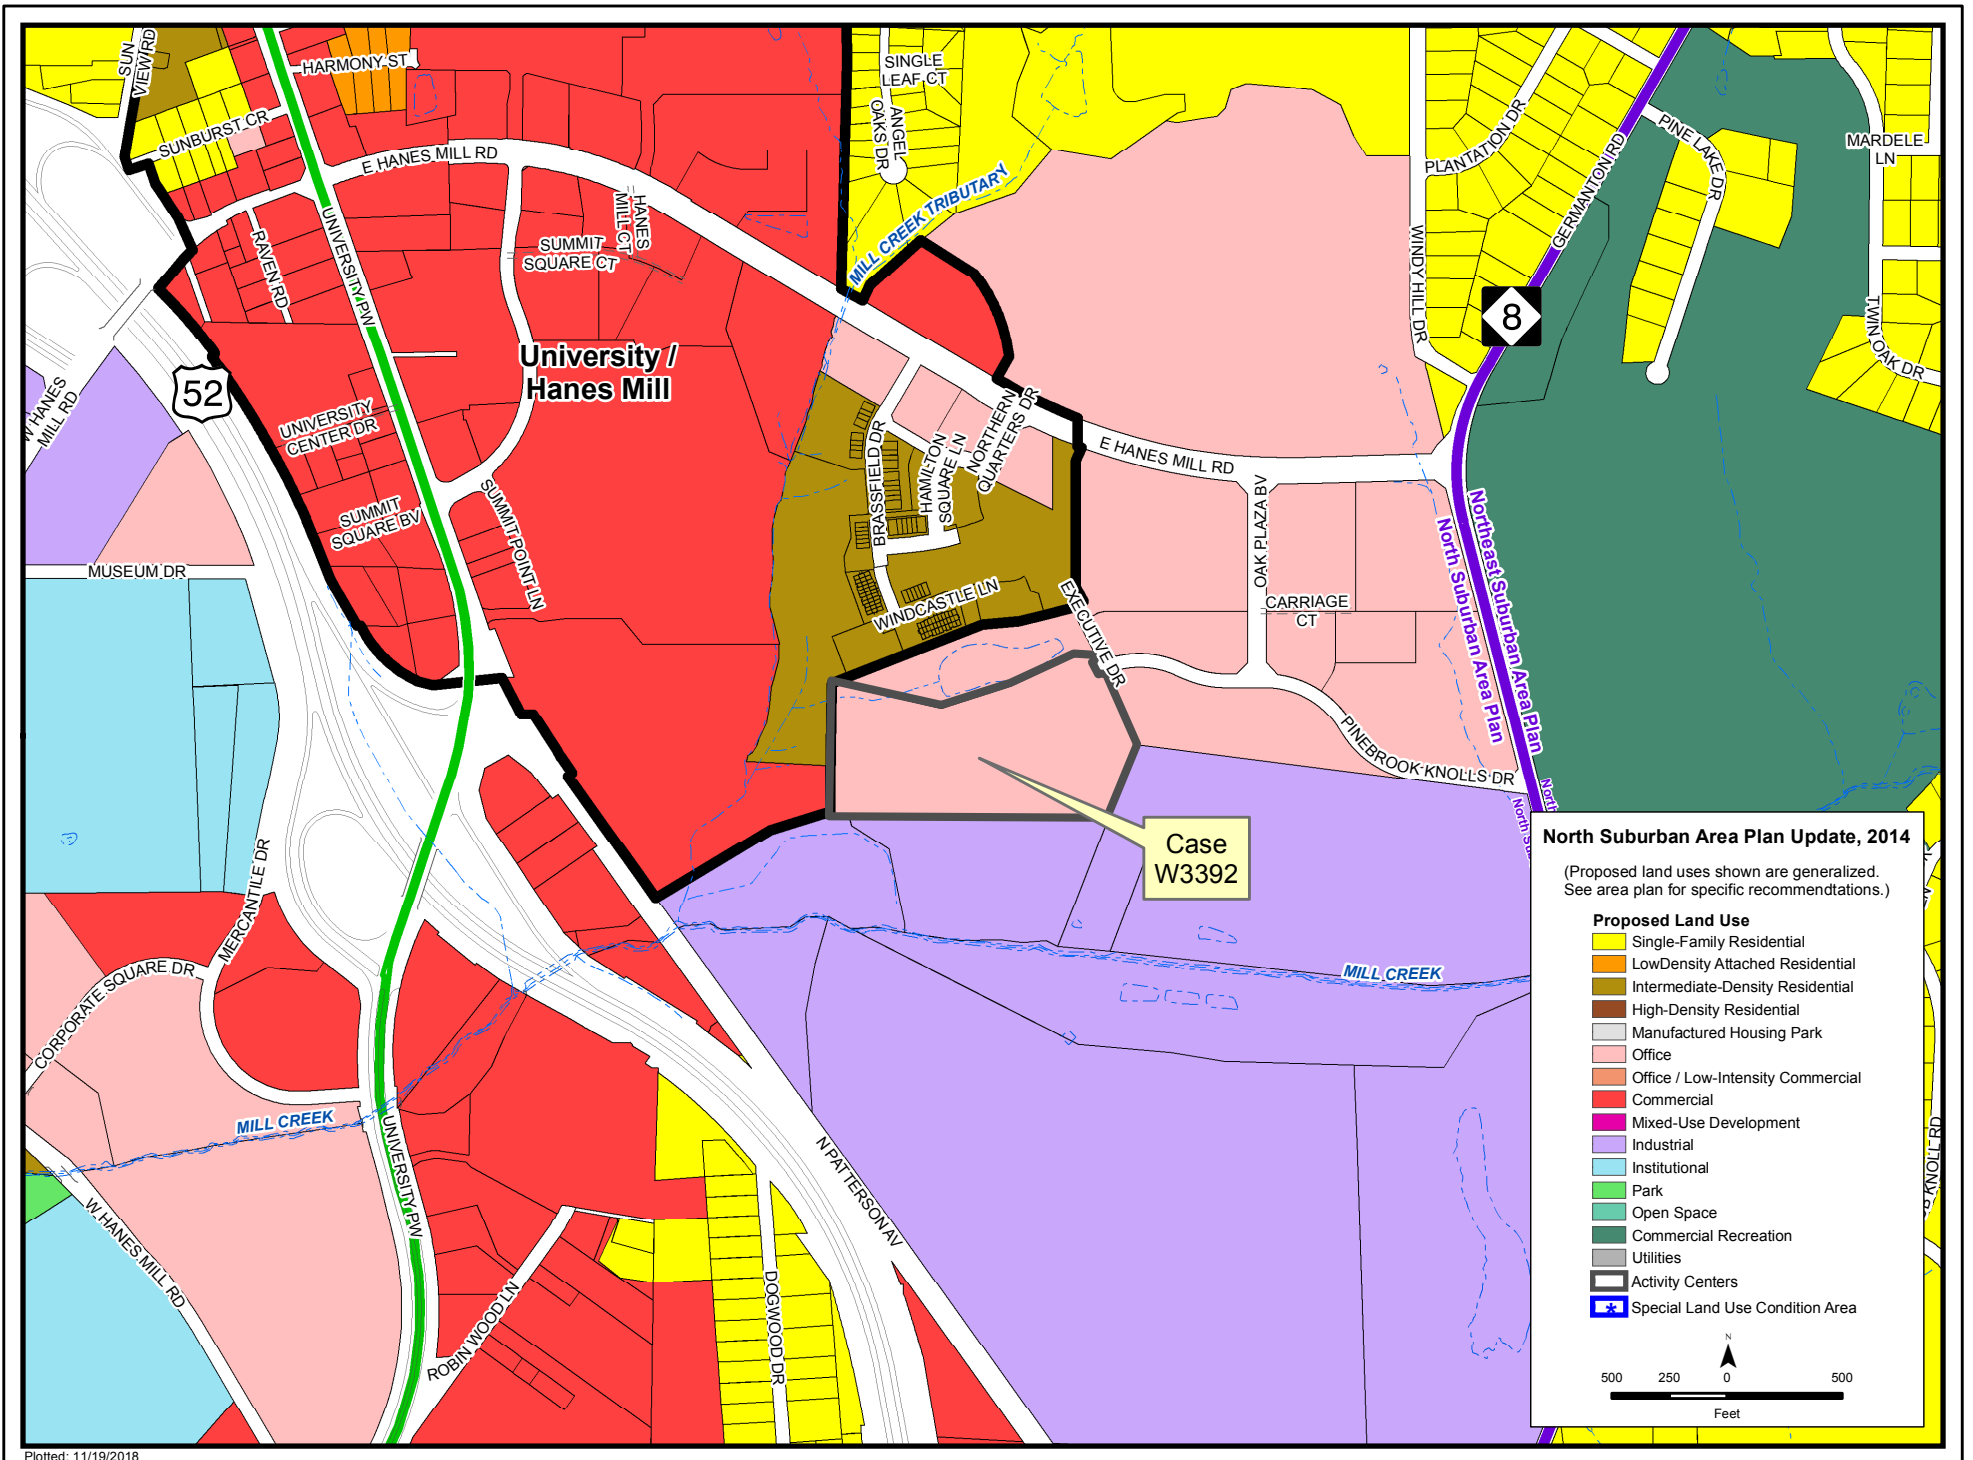 SUN
VIEW RD
HARMONY ST
SUNBURST CR
E HANES MILL RD
SINGLE
LEAF CT
ANGEL
OAKS DR
MILL CREEK TRIBUTARY
PLANTATION DR
GERMANTON RD
PINE LAKE DR
MARDELE
LN
WINDY HILL DR
TWIN OAK DR
8
RAVEN RD
UNIVERSITY PW
SUMMIT
SQUARE CT
HANES
MILL CT
University /
Hanes Mill
52
W HANES
MILL RD
UNIVERSITY
CENTER DR
SUMMIT
SQUARE BV
SUMMIT POINT LN
MUSEUM DR
BRASSFIELD DR
HAMILTON
SQUARE LN
NORTHERN
QUARTERS DR
WINDCASTLE LN
E HANES MILL RD
OAK PLAZA BV
CARRIAGE
CT
EXECUTIVE DR
PINEBROOK KNOLLS DR
Northeast Suburban Area Plan
North Suburban Area Plan
North
North Su
Case
W3392
MERCANTILE DR
CORPORATE SQUARE DR
MILL CREEK
MILL CREEK
UNIVERSITY PW
W HANES MILL RD
ROBIN WOOD LN
DOGWOOD DR
N PATTERSON AV
KNOLL RD
North Suburban Area Plan Update, 2014
(Proposed land uses shown are generalized.
See area plan for specific recommendtations.)
Proposed Land Use
Single-Family Residential
LowDensity Attached Residential
Intermediate-Density Residential
High-Density Residential
Manufactured Housing Park
Office
Office / Low-Intensity Commercial
Commercial
Mixed-Use Development
Industrial
Institutional
Park
Open Space
Commercial Recreation
Utilities
Activity Centers
* Special Land Use Condition Area
N
500 250 0 500
Feet
Plotted: 11/19/2018